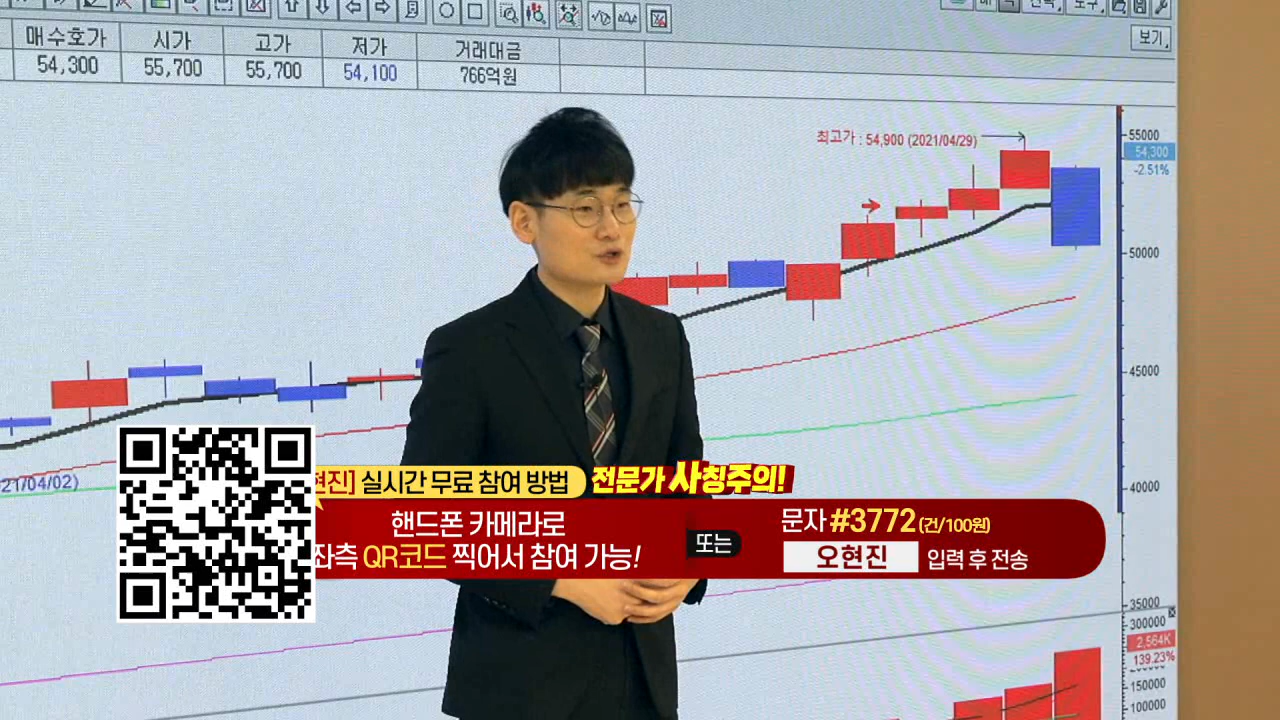 매수호가 시가 고가 저가 거래대금
54,300 55,700 55,700 54,100 766억원
보기
최고가 : 54,900 (2021/04/29)
55000
54,300
-2.51%
50000
45000
40000
35000
300000
2,564K
139.23%
150000
100000
21/04/02)
현진] 실시간 무료 참여 방법
전문가 사칭주의!
핸드폰 카메라로
좌측 QR코드 찍어서 참여 가능!
또는
문자 #3772 (건/100원)
오현진 입력 후 전송